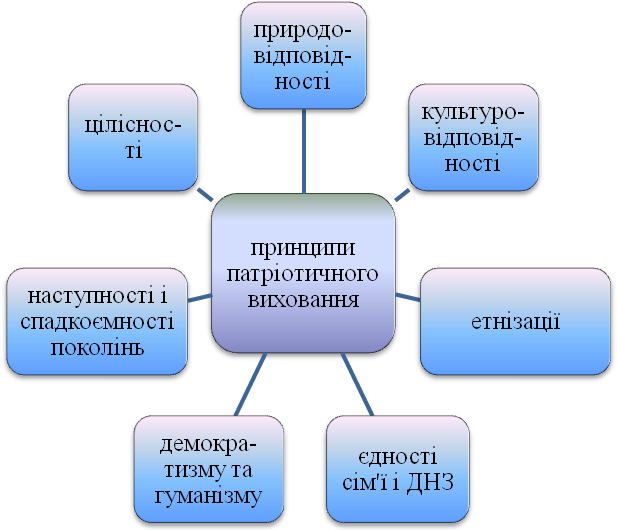 природо-
відповід-
ності
культуро-
відповід-
ності
ціліснос-
ті
принципи
патріотичного
виховання
наступності і
спадкоємності
поколінь
етнізації
демокра-
тизму та
гуманізму
єдності
сім'ї і ДНЗ